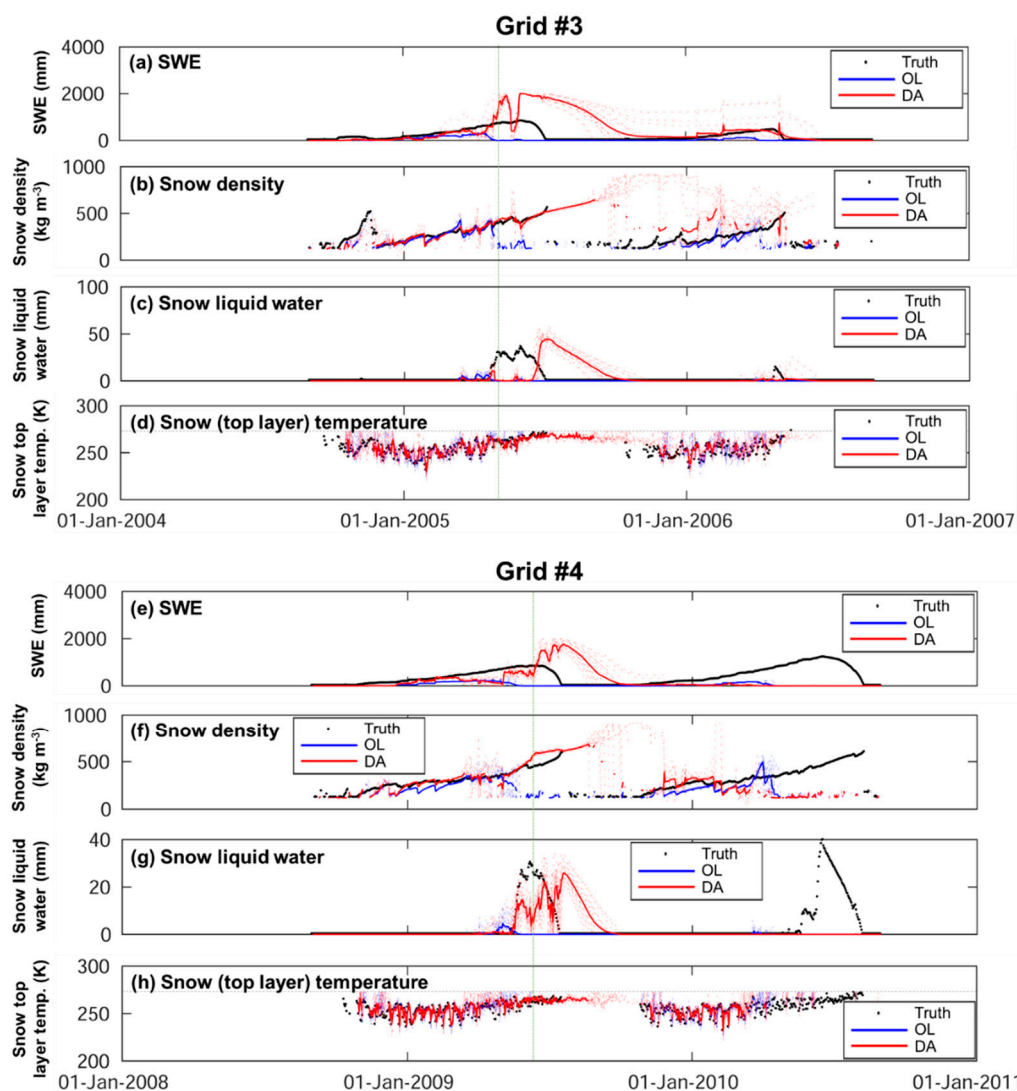 Grid #3
SWE (mm)
4000
2000
0
(a) SWE
Truth
OL
DA
Snow density
(kg m-3)
1000
500
0
(b) Snow density
Truth
OL
DA
Snow liquid
water (mm)
100
50
0
(c) Snow liquid water
Truth
OL
DA
Snow top
layer temp. (K)
300
250
200
(d) Snow (top layer) temperature
Truth
OL
DA
01-Jan-2004
01-Jan-2005
01-Jan-2006
01-Jan-2007
Grid #4
SWE (mm)
4000
2000
0
(e) SWE
Truth
OL
DA
Snow density
(kg m-3)
1000
500
0
(f) Snow density
Truth
OL
DA
Snow liquid
water (mm)
40
20
0
(g) Snow liquid water
Truth
OL
DA
Snow top
layer temp. (K)
300
250
200
(h) Snow (top layer) temperature
Truth
OL
DA
01-Jan-2008
01-Jan-2009
01-Jan-2010
01-Jan-2011